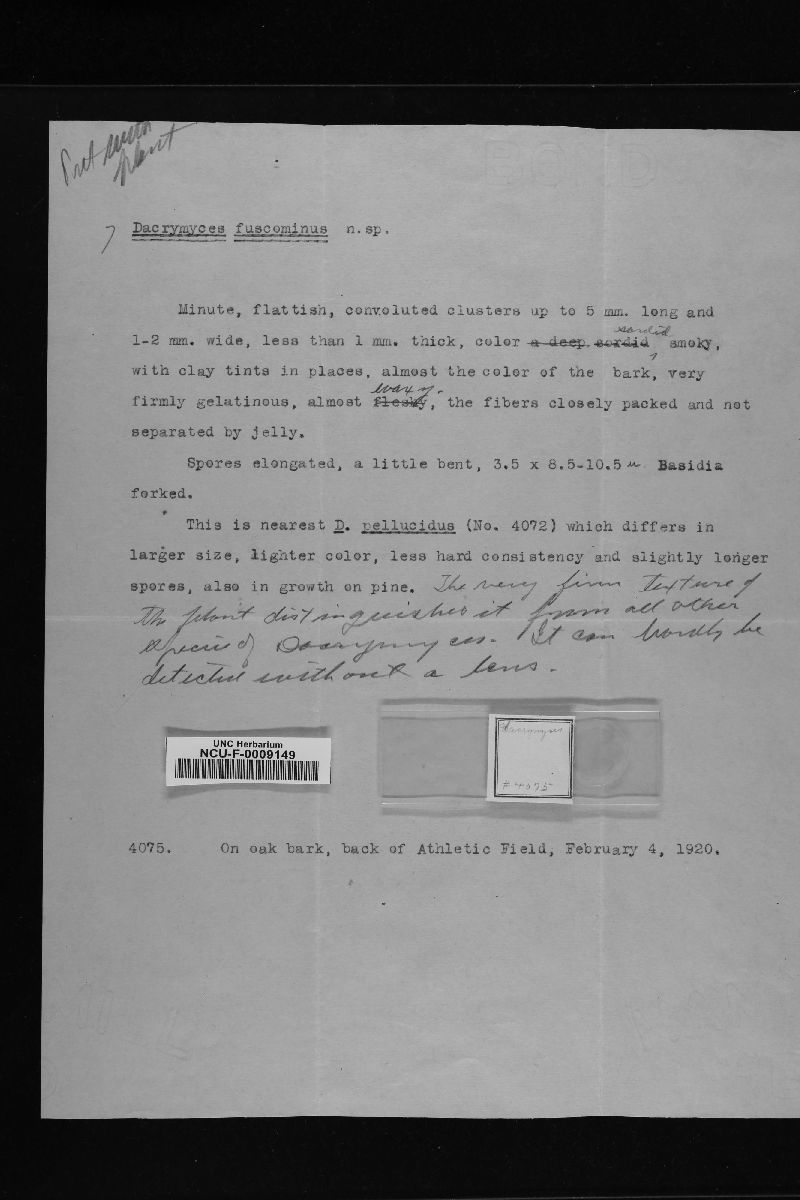 Put with
plant
Dacrymyces fuscominus n.sp.
Minute, flattish, convoluted clusters up to 5 mm. long and
sordid
1-2 mm. wide, less than 1 mm. thick, color a deep sordid smoky,
with clay tints in places, almost the color of the bark, very
waxy
firmly gelatinous, almost fleshy, the fibers closely packed and not
separated by jelly.
Spores elongated, a little bent, 3.5 x 8.5-10.5 µ Basidia
forked.
This is nearest D. pellucidus (No. 4072) which differs in
larger size, lighter color, less hard consistency and slightly longer
spores, also in growth on pine. The very firm texture of
the plant distinguishes it from all other
species of Dacrymyces. It can hardly be
detected without a lens.
Dacrymyces
# 4075
UNC Herbarium
NCU-F-0009149
4075. On oak bark, back of Athletic Field, February 4, 1920.